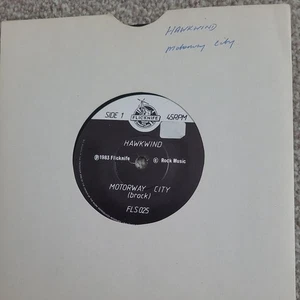 HAWKWIND
Motorway City
FLICKNIFE
SIDE 1
45RPM
HAWKWIND
℗ 1983 Flicknife
© Rock Music
MOTORWAY CITY
(brock)
FLS 025